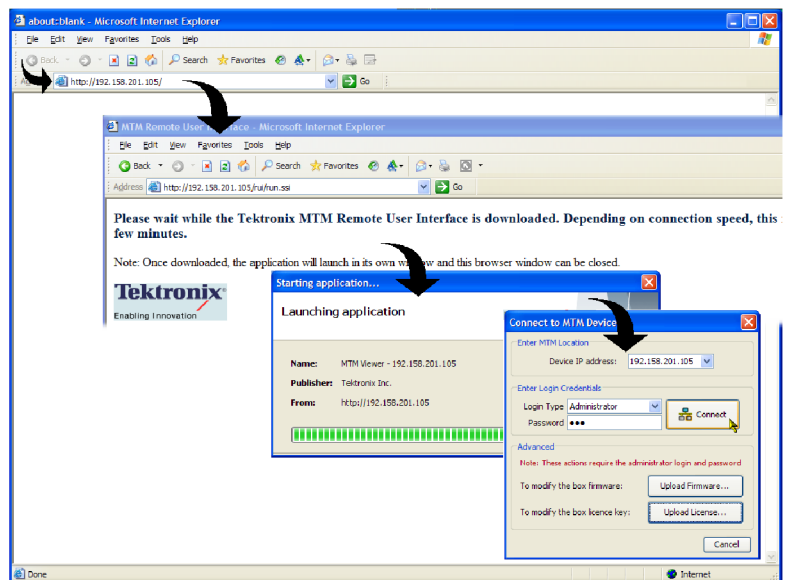 about:blank - Microsoft Internet Explorer
File Edit View Favorites Tools Help
Back Search Favorites
http://192.158.201.105/ Go
MTM Remote User Interface - Microsoft Internet Explorer
File Edit View Favorites Tools Help
Back Search Favorites
Address http://192.158.201.105/rui/run.ssi Go
Please wait while the Tektronix MTM Remote User Interface is downloaded. Depending on connection speed, this
few minutes.
Note: Once downloaded, the application will launch in its own window and this browser window can be closed.
Tektronix
Enabling Innovation
Starting application...
Launching application
Name: MTM Viewer - 192.158.201.105
Publisher: Tektronix Inc.
From: http://192.158.201.105
Connect to MTM Device
Enter MTM Location
Device IP address: 192.158.201.105
Enter Login Credentials
Login Type Administrator
Password ●●●
Connect
Advanced
Note: These actions require the administrator login and password
To modify the box firmware: Upload Firmware...
To modify the box licence key: Upload License...
Cancel
Done Internet